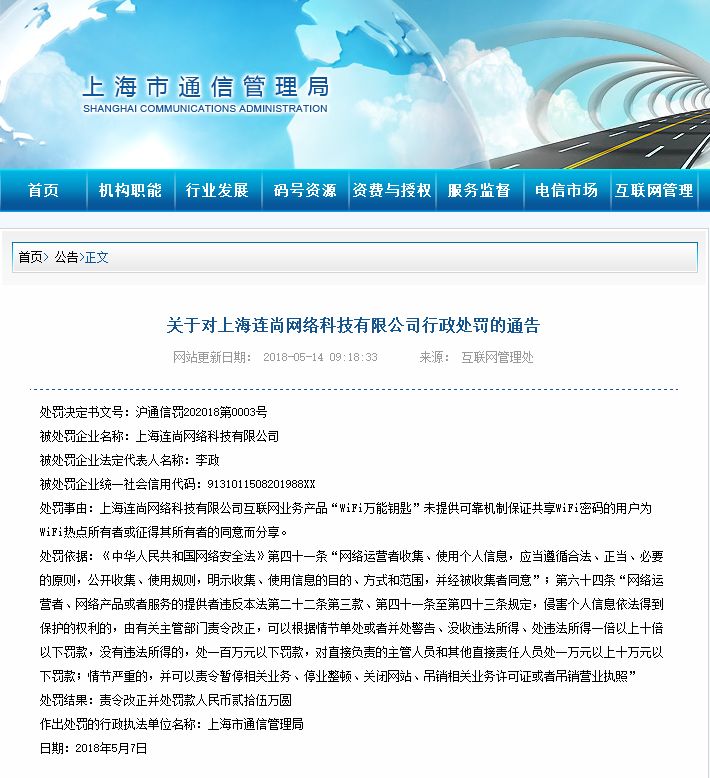 上海市通信管理局
SHANGHAI COMMUNICATIONS ADMINISTRATION
首页 机构职能 行业发展 码号资源 资费与授权 服务监督 电信市场 互联网管理
首页> 公告>正文
关于对上海连尚网络科技有限公司行政处罚的通告
网站更新日期： 2018-05-14 09:18:33 来源： 互联网管理处
处罚决定书文号：沪通信罚202018第0003号
被处罚企业名称：上海连尚网络科技有限公司
被处罚企业法定代表人名称：李政
被处罚企业统一社会信用代码：9131011508201988XX
处罚事由：上海连尚网络科技有限公司互联网业务产品“WiFi万能钥匙”未提供可靠机制保证共享WiFi密码的用户为
WiFi热点所有者或征得其所有者的同意而分享。
处罚依据：《中华人民共和国网络安全法》第四十一条“网络运营者收集、使用个人信息，应当遵循合法、正当、必要
的原则，公开收集、使用规则，明示收集、使用信息的目的、方式和范围，并经被收集者同意”；第六十四条“网络运
营者、网络产品或者服务的提供者违反本法第二十二条第三款、第四十一条至第四十三条规定，侵害个人信息依法得到
保护的权利的，由有关主管部门责令改正，可以根据情节单处或者并处警告、没收违法所得、处违法所得一倍以上十倍
以下罚款，没有违法所得的，处一百万元以下罚款，对直接负责的主管人员和其他直接责任人员处一万元以上十万元以
下罚款；情节严重的，并可以责令暂停相关业务、停业整顿、关闭网站、吊销相关业务许可证或者吊销营业执照”
处罚结果：责令改正并处罚款人民币贰拾伍万圆
作出处罚的行政执法单位名称：上海市通信管理局
日期：2018年5月7日